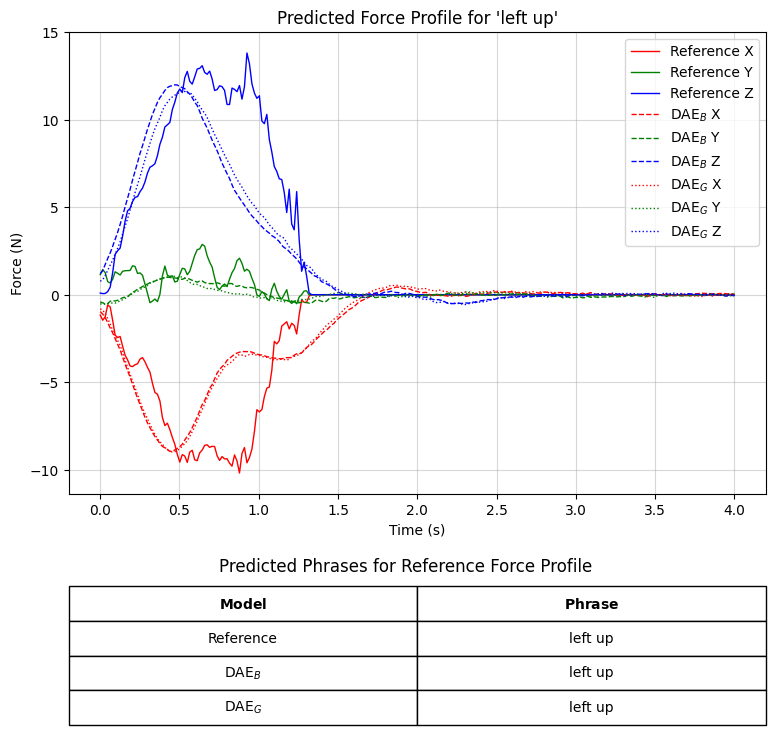 Predicted Force Profile for 'left up'
15
10
5
0
−5
−10
Force (N)
Reference X
Reference Y
Reference Z
DAE_B X
DAE_B Y
DAE_B Z
DAE_G X
DAE_G Y
DAE_G Z
0.0 0.5 1.0 1.5 2.0 2.5 3.0 3.5 4.0
Time (s)
Predicted Phrases for Reference Force Profile
Model Phrase
Reference left up
DAE_B left up
DAE_G left up